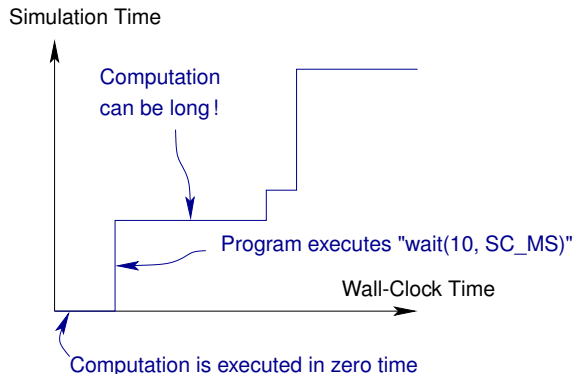 Simulation Time
Computation
can be long!
Program executes "wait(10, SC_MS)"
Wall-Clock Time
Computation is executed in zero time